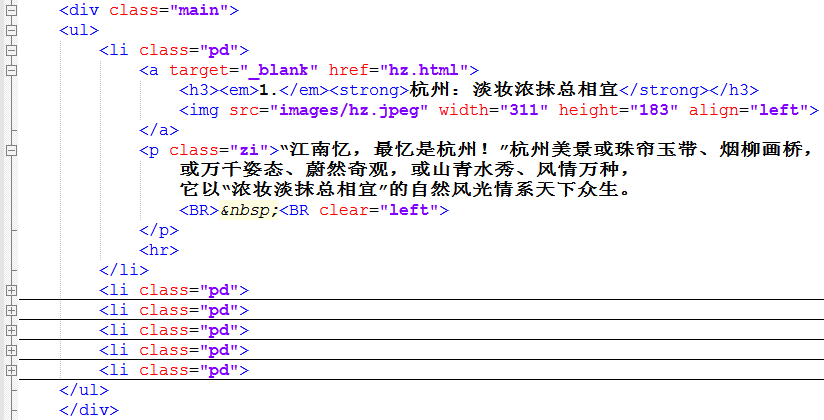 <div class="main">
<ul>
<li class="pd">
<a target="_blank" href="hz.html">
<h3><em>1.</em><strong>杭州：淡妆浓抹总相宜</strong></h3>
<img src="images/hz.jpeg" width="311" height="183" align="left">
</a>
<p class="zi">“江南忆，最忆是杭州！”杭州美景或珠帘玉带、烟柳画桥，
或万千姿态、蔚然奇观，或山青水秀、风情万种，
它以“浓妆淡抹总相宜”的自然风光情系天下众生。
<BR>&nbsp;<BR clear="left">
</p>
<hr>
</li>
<li class="pd">
<li class="pd">
<li class="pd">
<li class="pd">
<li class="pd">
</ul>
</div>